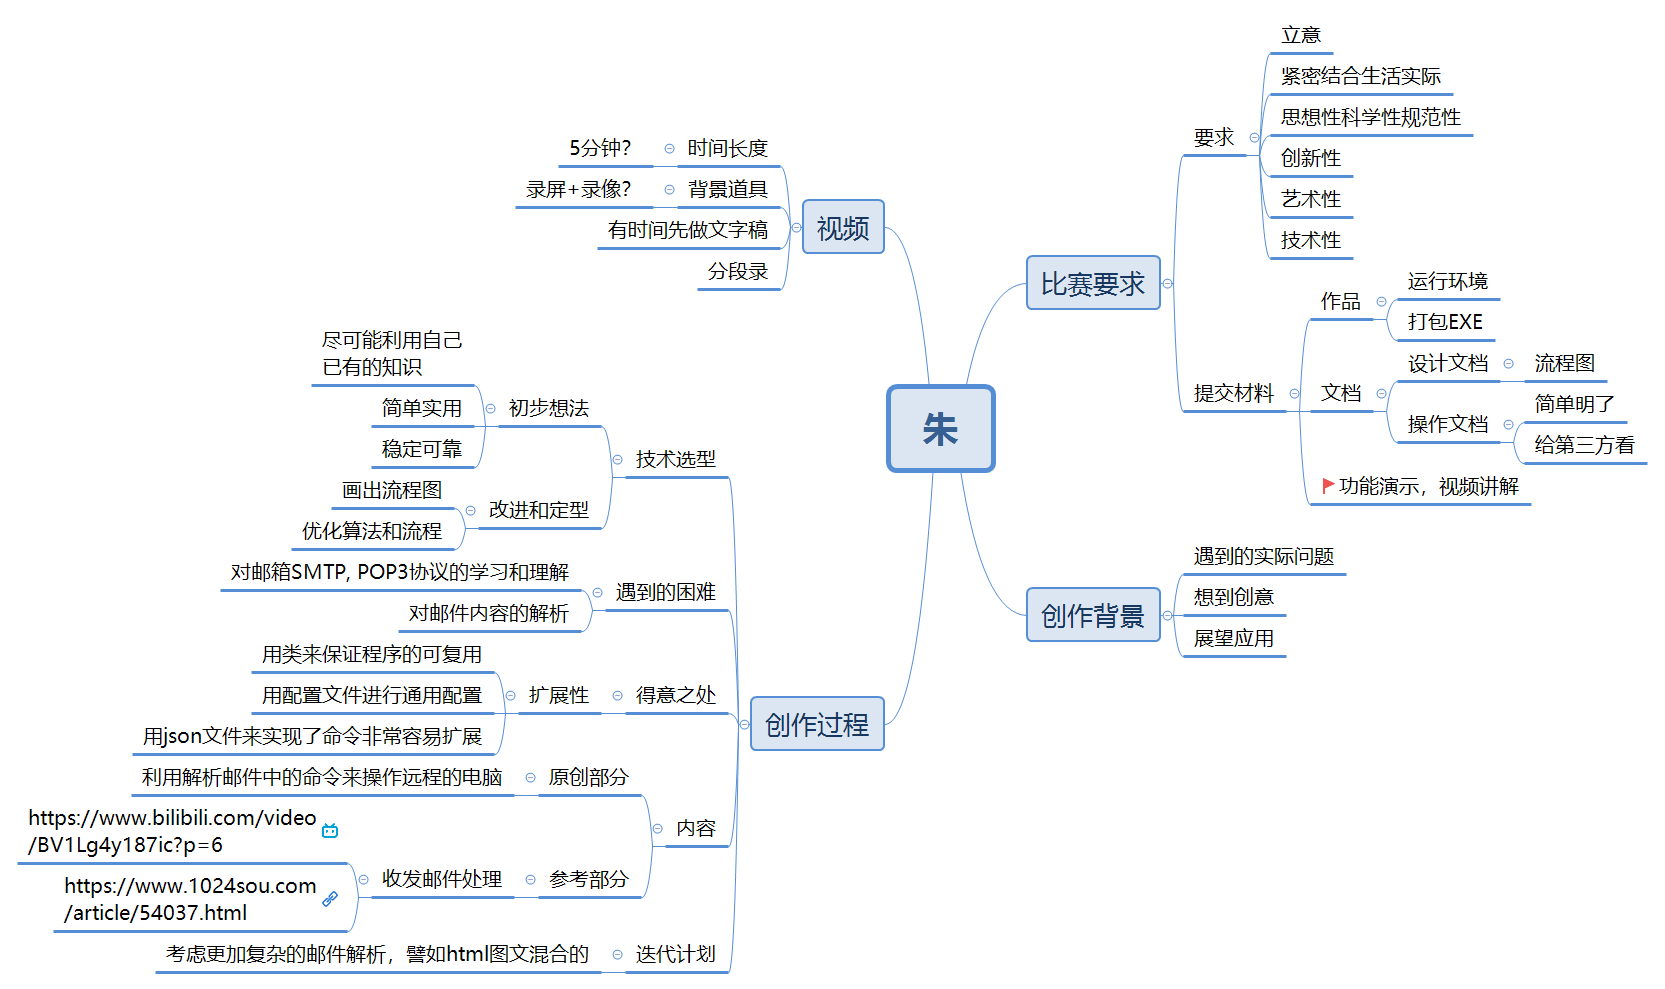 朱
比赛要求
要求
立意
紧密结合生活实际
思想性科学性规范性
创新性
艺术性
技术性
提交材料
作品
运行环境
打包EXE
文档
设计文档
流程图
操作文档
简单明了
给第三方看
功能演示，视频讲解
创作背景
遇到的实际问题
想到创意
展望应用
视频
时间长度
5分钟？
背景道具
录屏+录像？
有时间先做文字稿
分段录
创作过程
技术选型
初步想法
尽可能利用自己
已有的知识
简单实用
稳定可靠
改进和定型
画出流程图
优化算法和流程
遇到的困难
对邮箱SMTP, POP3协议的学习和理解
对邮件内容的解析
得意之处
扩展性
用类来保证程序的可复用
用配置文件进行通用配置
用json文件来实现了命令非常容易扩展
内容
原创部分
利用解析邮件中的命令来操作远程的电脑
参考部分
收发邮件处理
https://www.bilibili.com/video
/BV1Lg4y187ic?p=6
https://www.1024sou.com
/article/54037.html
迭代计划
考虑更加复杂的邮件解析，譬如html图文混合的